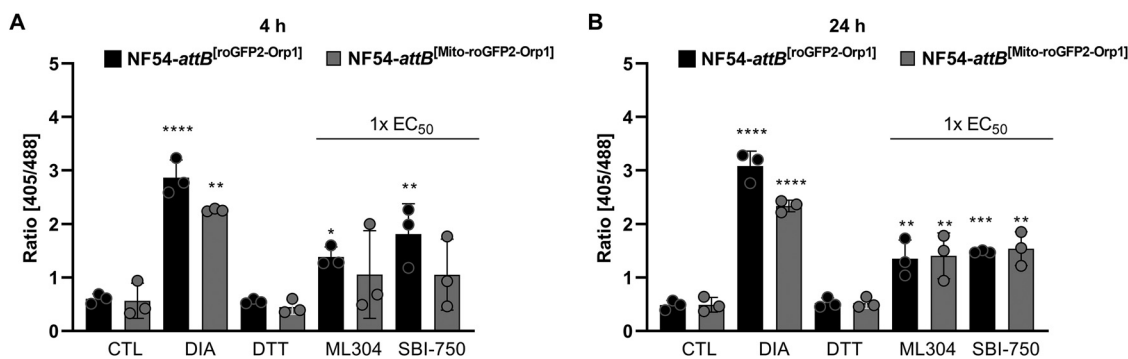 A
4 h
NF54-attB[roGFP2-Orp1] NF54-attB[Mito-roGFP2-Orp1]
5
4
3
2
1
0
Ratio [405/488]
1x EC50
****
**
*
**
CTL DIA DTT ML304 SBI-750
B
24 h
NF54-attB[roGFP2-Orp1] NF54-attB[Mito-roGFP2-Orp1]
5
4
3
2
1
0
Ratio [405/488]
1x EC50
****
****
** ** *** **
CTL DIA DTT ML304 SBI-750